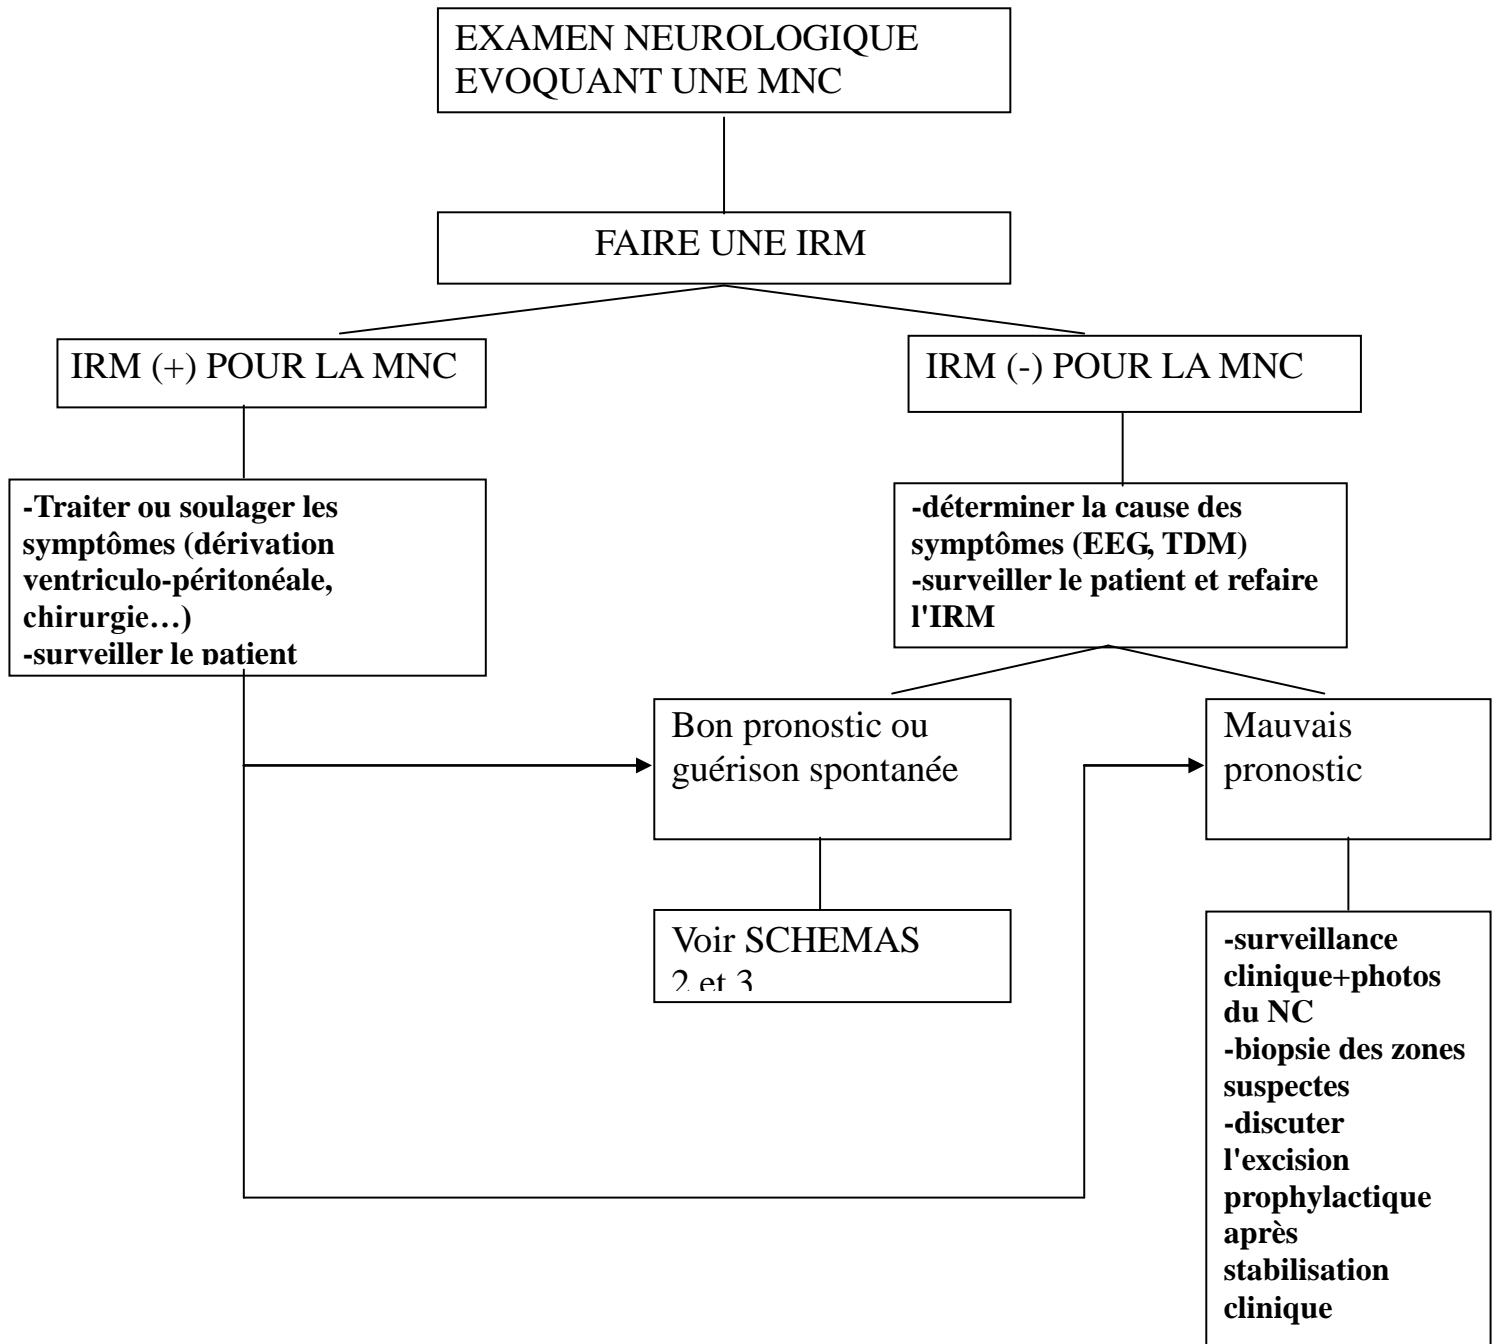 EXAMEN NEUROLOGIQUE
EVOQUANT UNE MNC
FAIRE UNE IRM
IRM (+) POUR LA MNC
IRM (-) POUR LA MNC
-Traiter ou soulager les
symptômes (dérivation
ventriculo-péritonéale,
chirurgie…)
-surveiller le patient
-déterminer la cause des
symptômes (EEG, TDM)
-surveiller le patient et refaire
l'IRM
Bon pronostic ou
guérison spontanée
Mauvais
pronostic
Voir SCHEMAS
2 et 3
-surveillance
clinique+photos
du NC
-biopsie des zones
suspectes
-discuter
l'excision
prophylactique
après
stabilisation
clinique